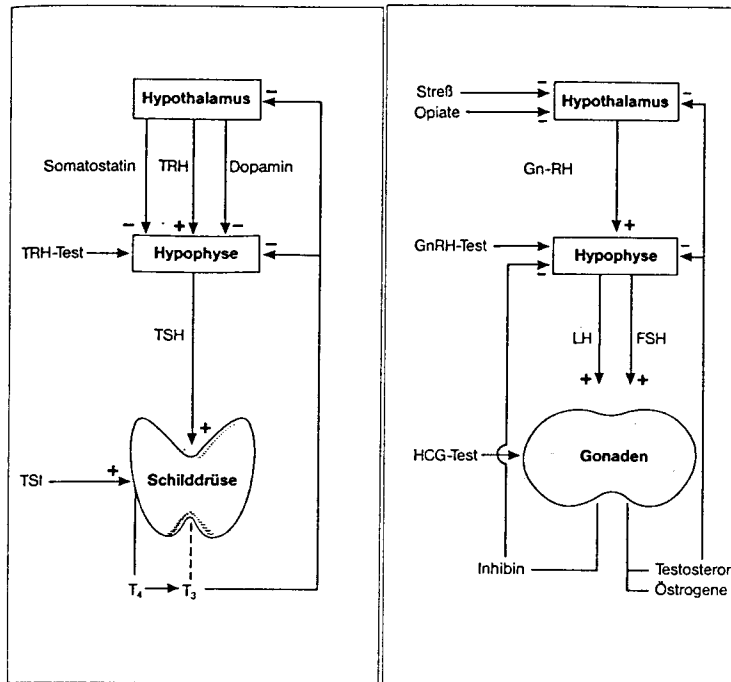 Hypothalamus
−
Somatostatin
TRH
Dopamin
−
+
−
TRH-Test
Hypophyse
−
TSH
+
TSI
+
Schilddrüse
T₄
T₃
Streß
−
Opiate
−
Hypothalamus
−
Gn-RH
+
GnRH-Test
Hypophyse
−
−
LH
FSH
+
+
HCG-Test
Gonaden
Inhibin
Testosteron
Östrogene